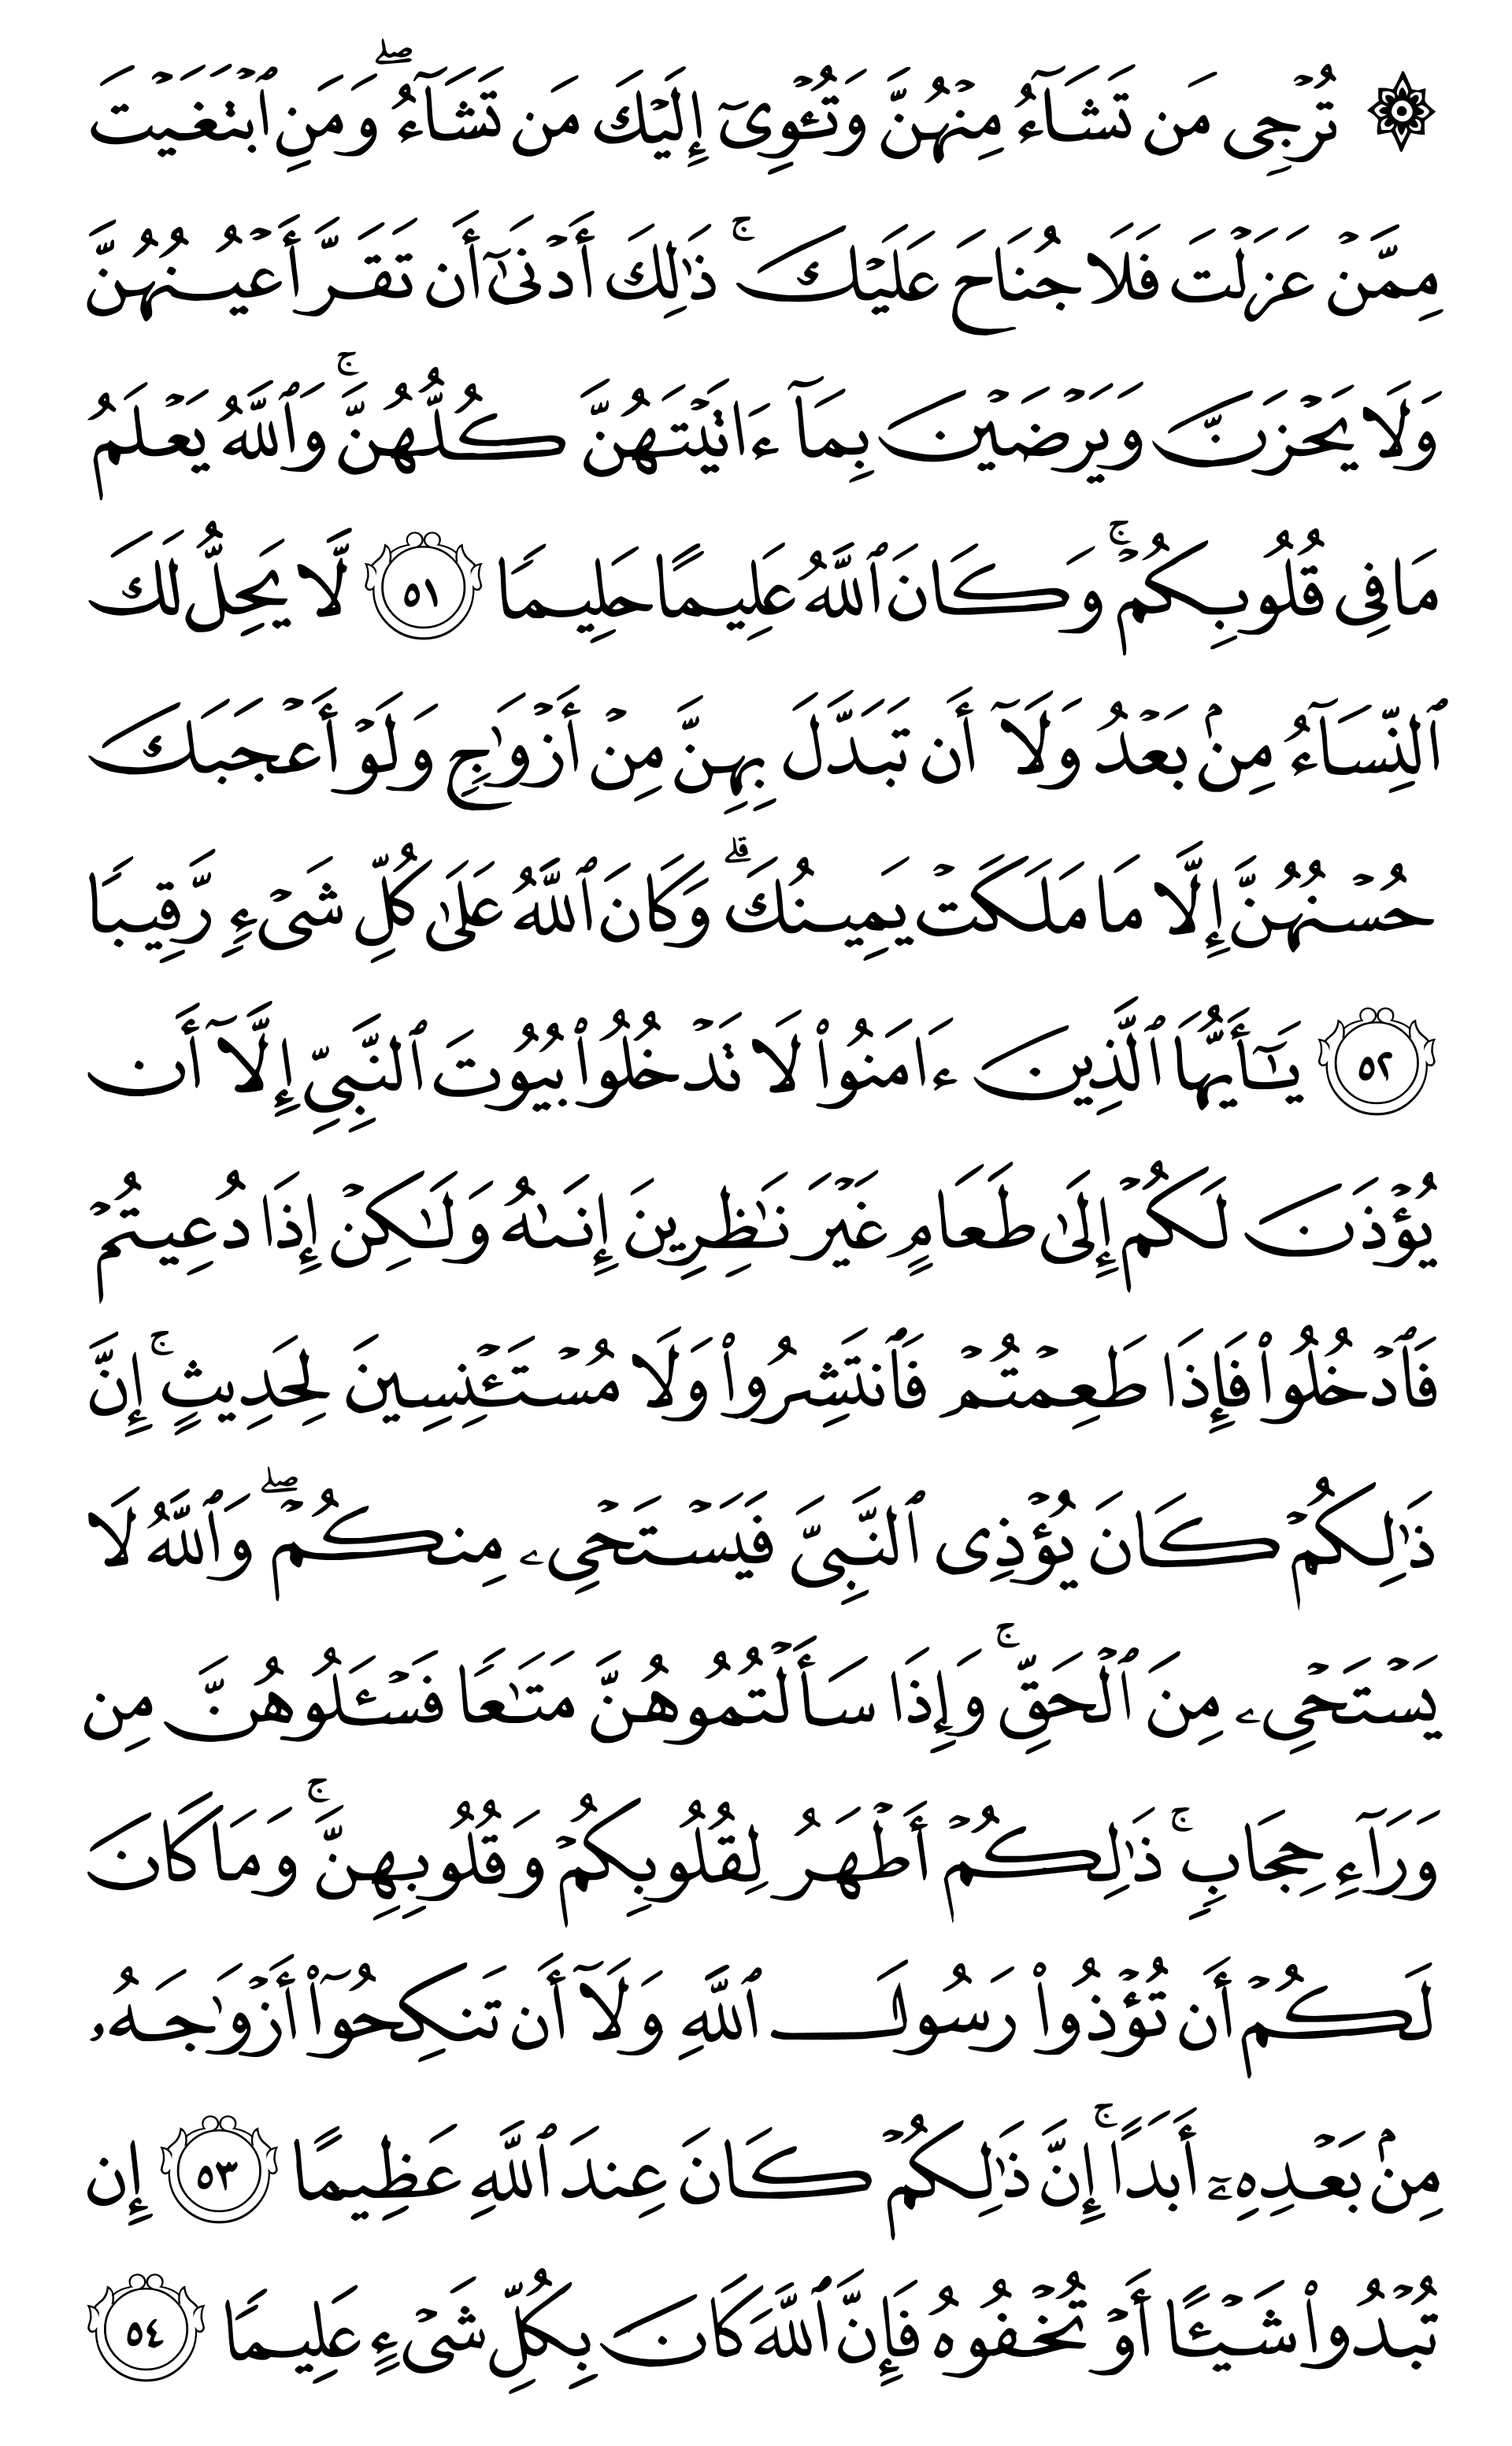 ۞ تُرْجِى مَن تَشَآءُ مِنْهُنَّ وَتُـْٔوِىٓ إِلَيْكَ مَن تَشَآءُ ۖ وَمَنِ ٱبْتَغَيْتَ
مِمَّنْ عَزَلْتَ فَلَا جُنَاحَ عَلَيْكَ ۚ ذَٰلِكَ أَدْنَىٰٓ أَن تَقَرَّ أَعْيُنُهُنَّ
وَلَا يَحْزَنَّ وَيَرْضَيْنَ بِمَآ ءَاتَيْتَهُنَّ كُلُّهُنَّ ۚ وَٱللَّهُ يَعْلَمُ
مَا فِى قُلُوبِكُمْ ۚ وَكَانَ ٱللَّهُ عَلِيمًا حَلِيمًا ٥١ لَّا يَحِلُّ لَكَ
ٱلنِّسَآءُ مِنۢ بَعْدُ وَلَآ أَن تَبَدَّلَ بِهِنَّ مِنْ أَزْوَٰجٍ وَلَوْ أَعْجَبَكَ
حُسْنُهُنَّ إِلَّا مَا مَلَكَتْ يَمِينُكَ ۗ وَكَانَ ٱللَّهُ عَلَىٰ كُلِّ شَىْءٍ رَّقِيبًا
٥٢ يَـٰٓأَيُّهَا ٱلَّذِينَ ءَامَنُوا۟ لَا تَدْخُلُوا۟ بُيُوتَ ٱلنَّبِىِّ إِلَّآ أَن
يُؤْذَنَ لَكُمْ إِلَىٰ طَعَامٍ غَيْرَ نَـٰظِرِينَ إِنَىٰهُ وَلَـٰكِنْ إِذَا دُعِيتُمْ
فَٱدْخُلُوا۟ فَإِذَا طَعِمْتُمْ فَٱنتَشِرُوا۟ وَلَا مُسْتَـْٔنِسِينَ لِحَدِيثٍ ۚ إِنَّ
ذَٰلِكُمْ كَانَ يُؤْذِى ٱلنَّبِىَّ فَيَسْتَحْىِۦ مِنكُمْ ۖ وَٱللَّهُ لَا
يَسْتَحْىِۦ مِنَ ٱلْحَقِّ ۚ وَإِذَا سَأَلْتُمُوهُنَّ مَتَـٰعًا فَسْـَٔلُوهُنَّ مِن
وَرَآءِ حِجَابٍ ۚ ذَٰلِكُمْ أَطْهَرُ لِقُلُوبِكُمْ وَقُلُوبِهِنَّ ۚ وَمَا كَانَ
لَكُمْ أَن تُؤْذُوا۟ رَسُولَ ٱللَّهِ وَلَآ أَن تَنكِحُوٓا۟ أَزْوَٰجَهُۥ
مِنۢ بَعْدِهِۦٓ أَبَدًا ۚ إِنَّ ذَٰلِكُمْ كَانَ عِندَ ٱللَّهِ عَظِيمًا ٥٣ إِن
تُبْدُوا۟ شَيْـًٔا أَوْ تُخْفُوهُ فَإِنَّ ٱللَّهَ كَانَ بِكُلِّ شَىْءٍ عَلِيمًا ٥٤